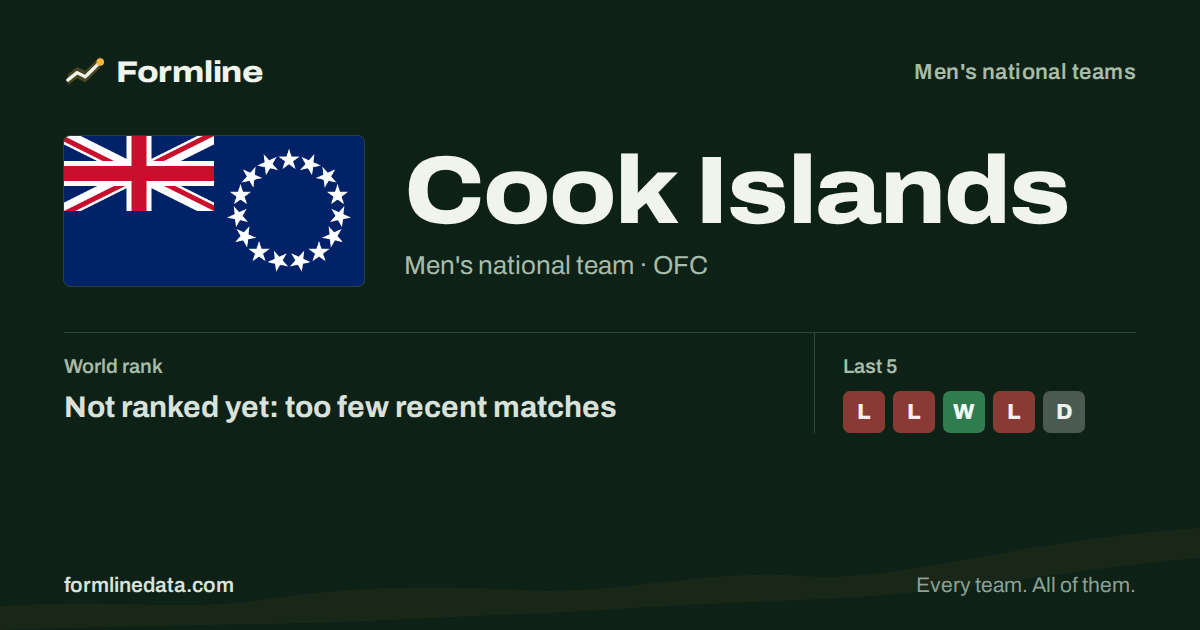 Formline
Men's national teams
Cook Islands
Men's national team · OFC
World rank
Not ranked yet: too few recent matches
Last 5
L L W L D
formlinedata.com
Every team. All of them.